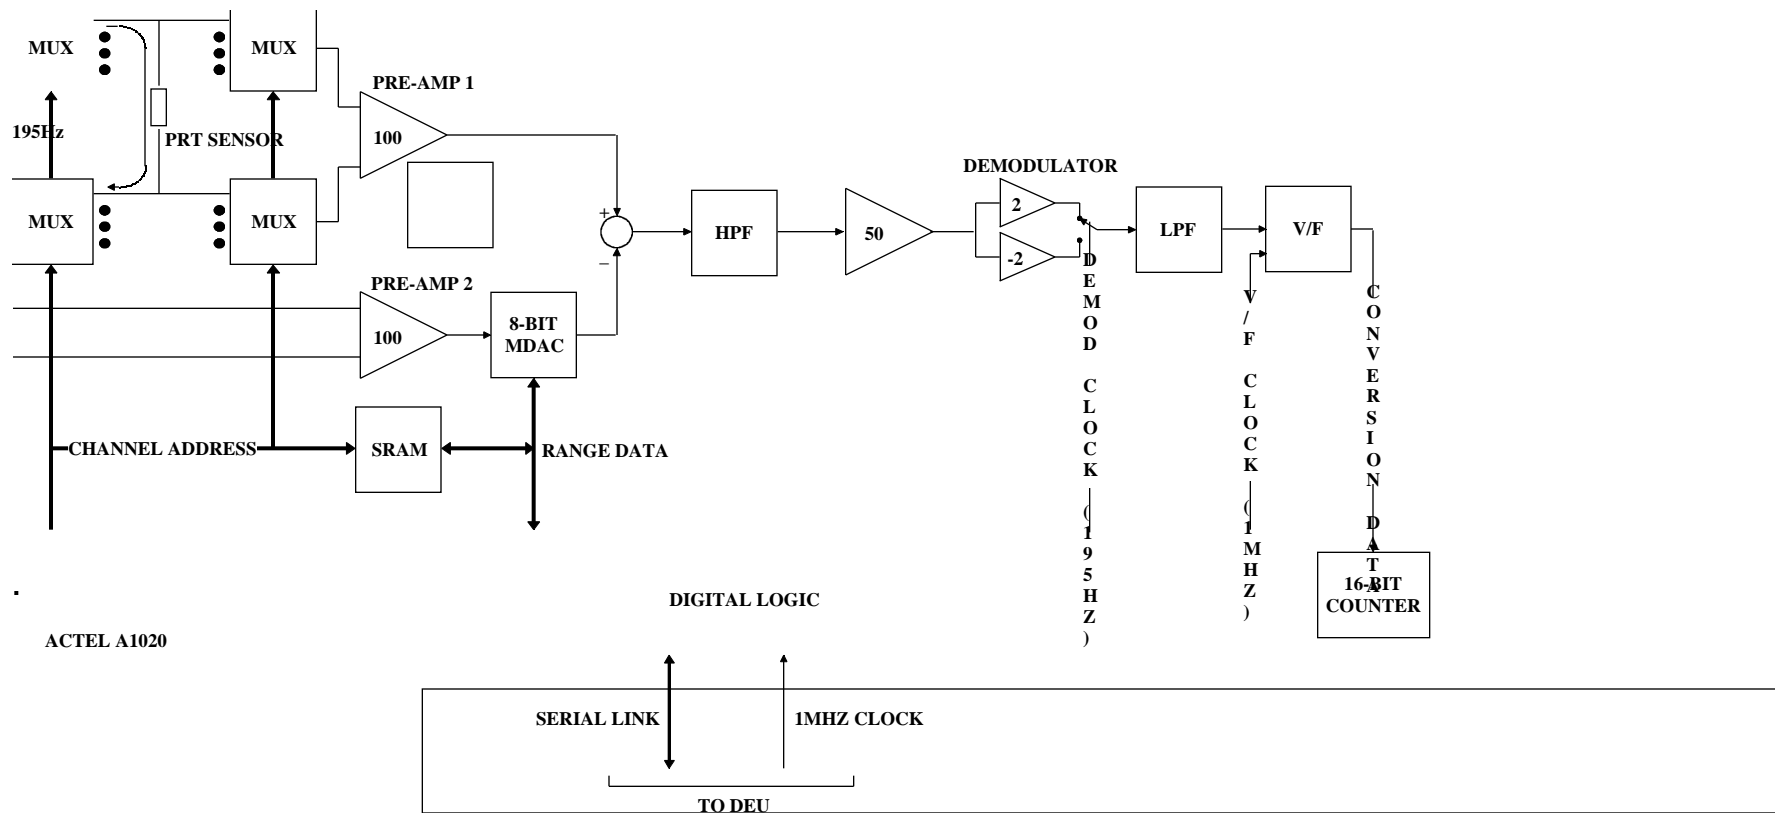 MUX
MUX
PRE-AMP 1
195Hz
PRT SENSOR
100
DEMODULATOR
MUX
MUX
+
−
2
-2
HPF
50
LPF
V/F
PRE-AMP 2
100
8-BIT
MDAC
CHANNEL ADDRESS
SRAM
RANGE DATA
DEMOD CLOCK (195HZ)
V/F CLOCK (1MHZ)
CONVERSION DATA
16-BIT
COUNTER
.
DIGITAL LOGIC
ACTEL A1020
SERIAL LINK
1MHZ CLOCK
TO DEU